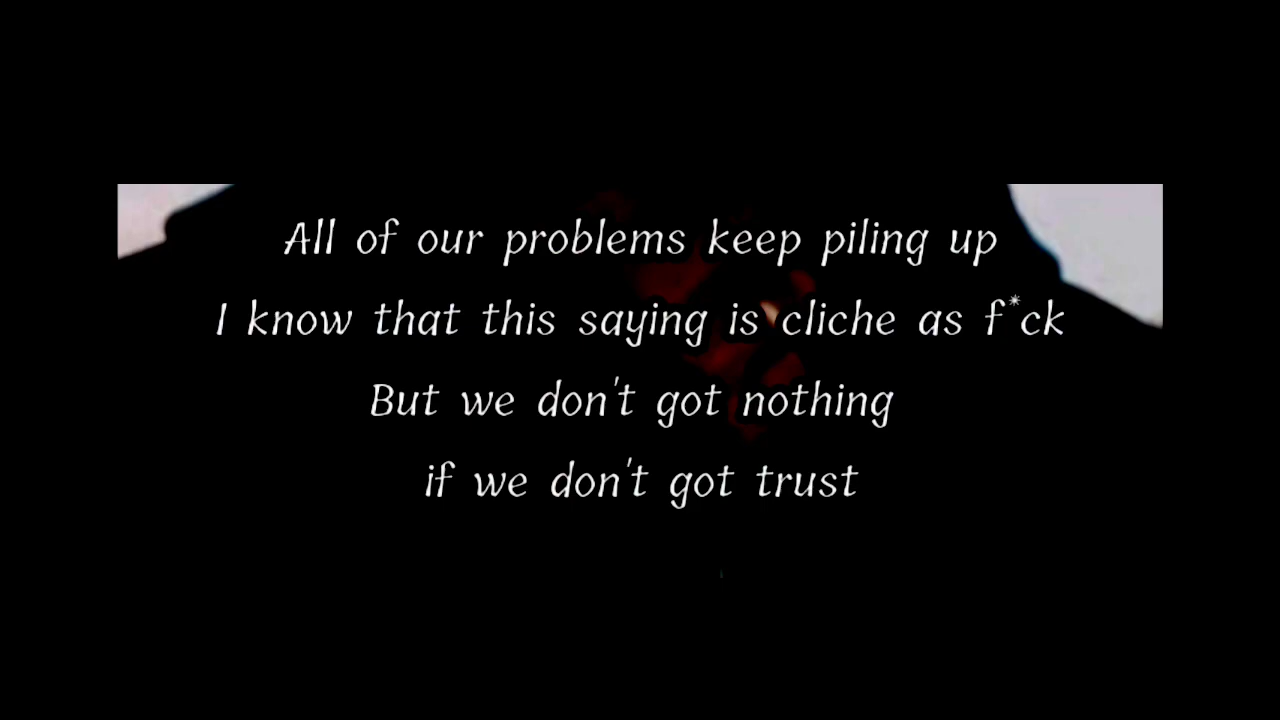 All of our problems keep piling up
I know that this saying is cliche as f*ck
But we don't got nothing
if we don't got trust